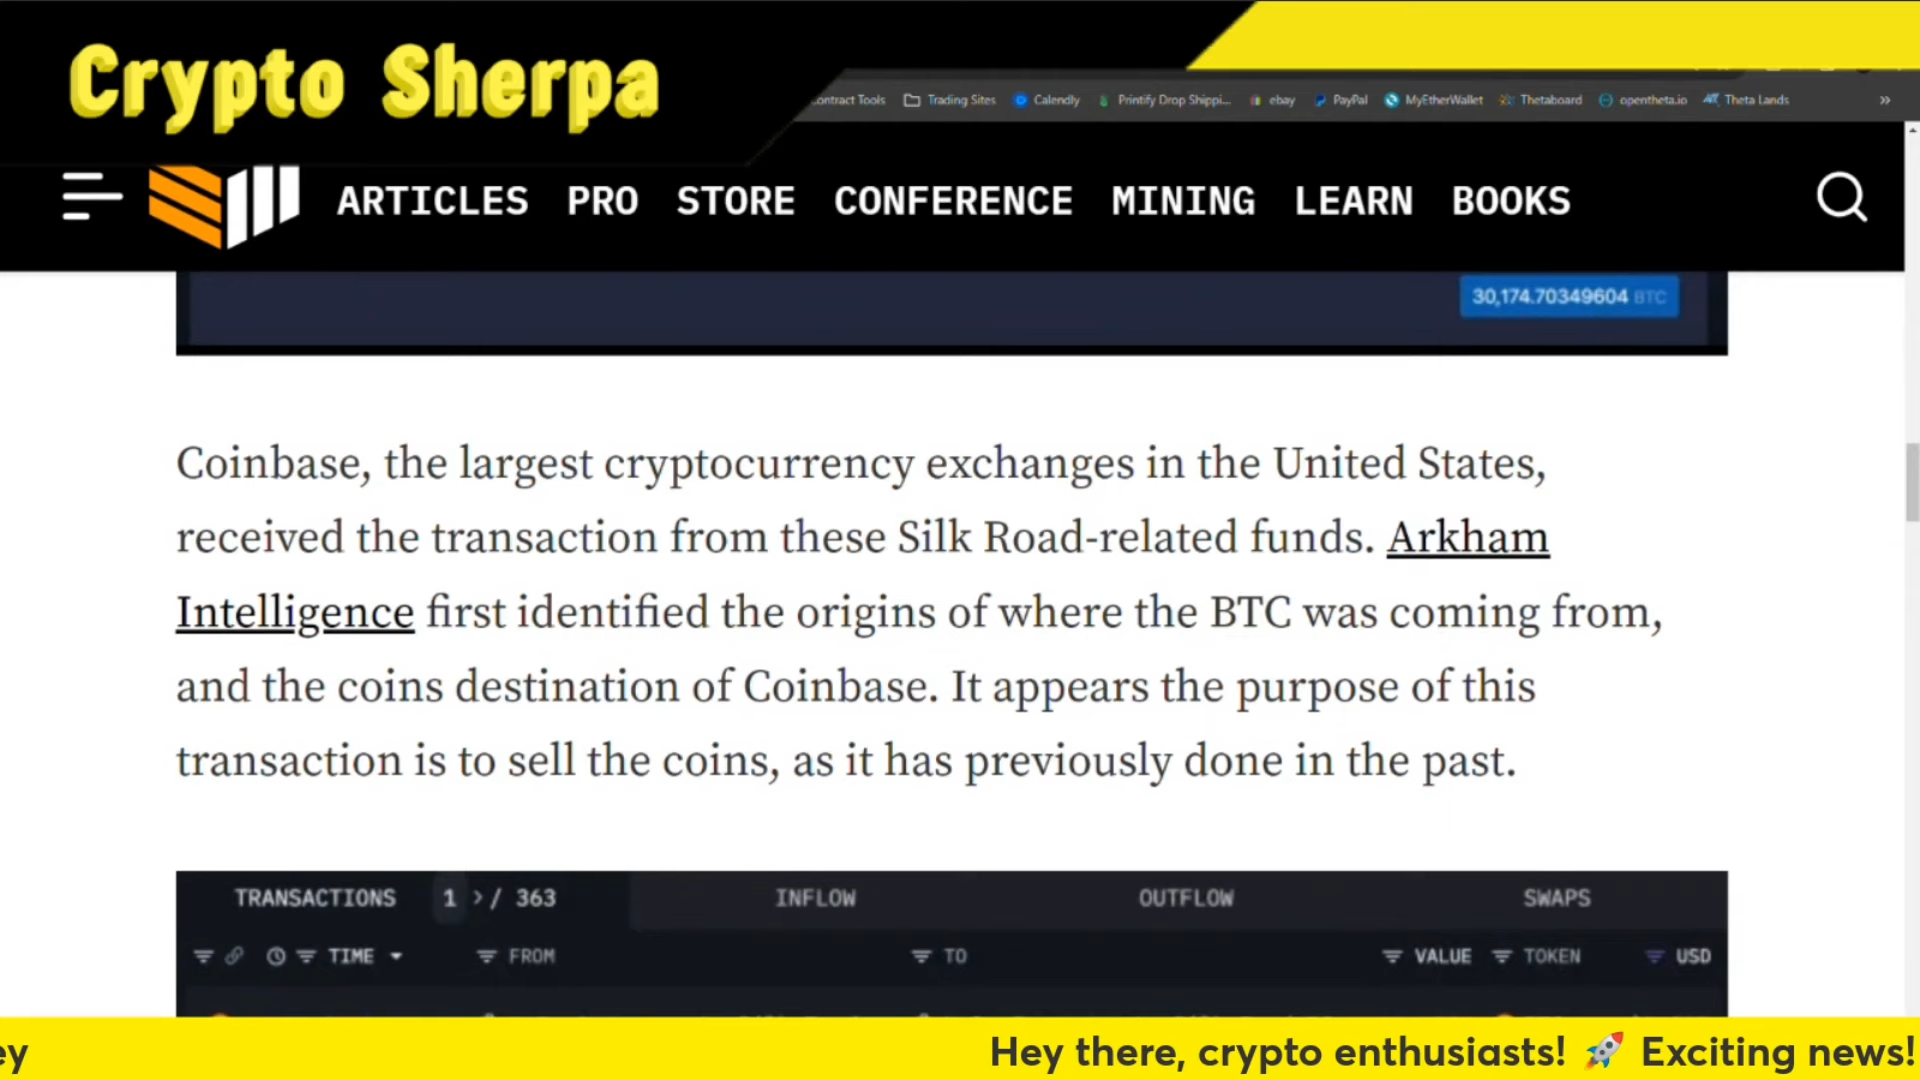 Crypto Sherpa
ontract Tools Trading Sites Calendly Printify Drop Shippi... ebay PayPal MyEtherWallet Thetaboard opentheta.io Theta Lands »
ARTICLES PRO STORE CONFERENCE MINING LEARN BOOKS
30,174.70349604 BTC
Coinbase, the largest cryptocurrency exchanges in the United States,
received the transaction from these Silk Road-related funds. Arkham
Intelligence first identified the origins of where the BTC was coming from,
and the coins destination of Coinbase. It appears the purpose of this
transaction is to sell the coins, as it has previously done in the past.
TRANSACTIONS 1 > / 363 INFLOW OUTFLOW SWAPS
TIME FROM TO VALUE TOKEN USD
ey Hey there, crypto enthusiasts! 🚀 Exciting news!